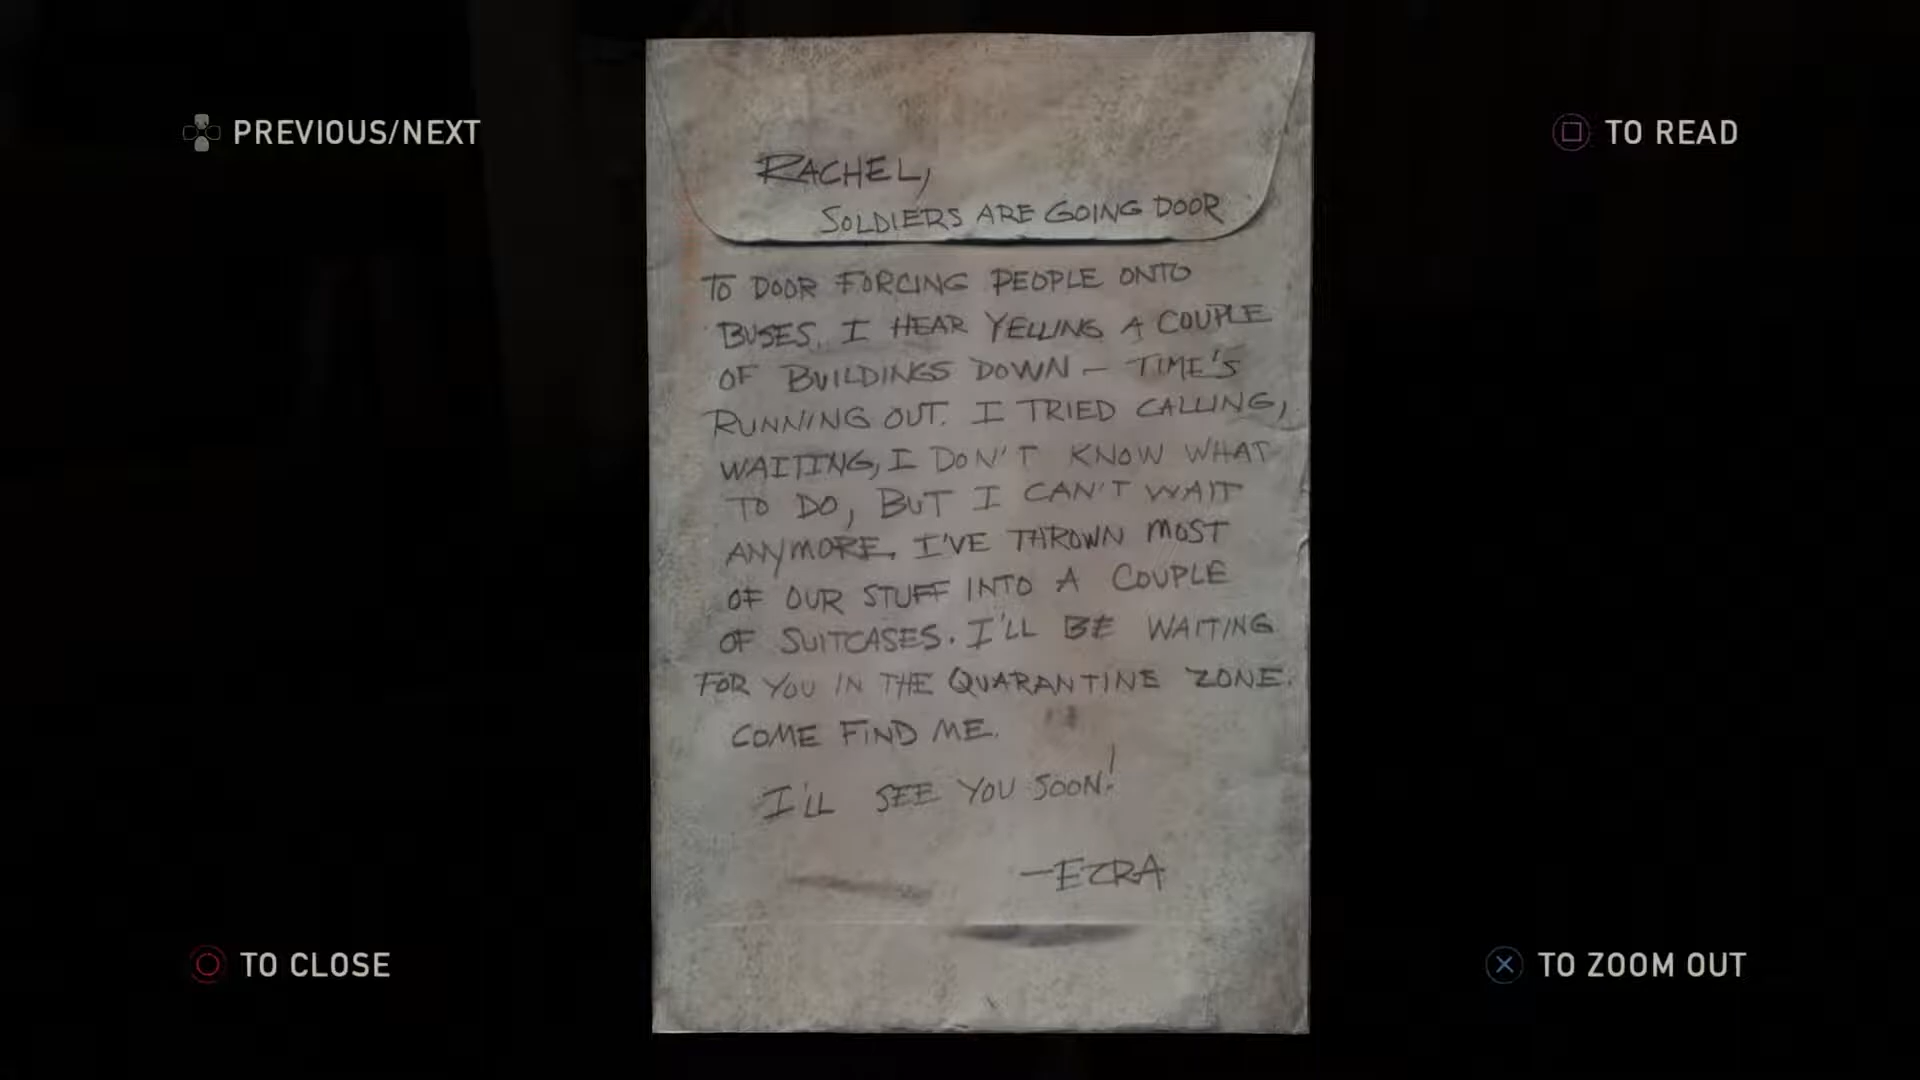 PREVIOUS/NEXT
TO READ
RACHEL,
SOLDIERS ARE GOING DOOR
TO DOOR FORCING PEOPLE ONTO
BUSES. I HEAR YELLING A COUPLE
OF BUILDINGS DOWN – TIME'S
RUNNING OUT. I TRIED CALLING,
WAITING, I DON'T KNOW WHAT
TO DO, BUT I CAN'T WAIT
ANYMORE. I'VE THROWN MOST
OF OUR STUFF INTO A COUPLE
OF SUITCASES. I'LL BE WAITING
FOR YOU IN THE QUARANTINE ZONE.
COME FIND ME.
I'LL SEE YOU SOON!
–EZRA
TO CLOSE
TO ZOOM OUT